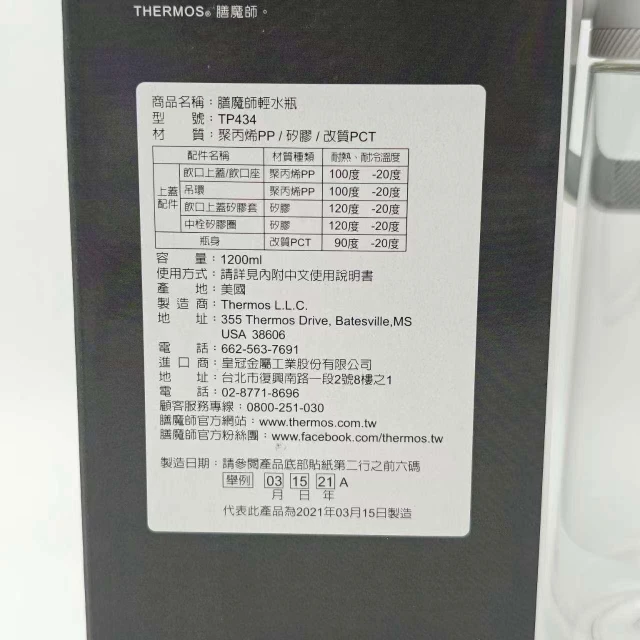 THERMOS® 膳魔師。
商品名稱：膳魔師輕水瓶
型 號：TP434
材 質：聚丙烯PP / 矽膠 / 改質PCT
配件名稱 材質種類 耐熱、耐冷溫度
上蓋配件 飲口上蓋/飲口座 聚丙烯PP 100度 -20度
吊環 聚丙烯PP 100度 -20度
飲口上蓋矽膠套 矽膠 120度 -20度
中栓矽膠圈 矽膠 120度 -20度
瓶身 改質PCT 90度 -20度
容 量：1200ml
使用方式：請詳見內附中文使用說明書
產 地：美國
製 造 商：Thermos L.L.C.
地 址：355 Thermos Drive, Batesville,MS
USA 38606
電 話：662-563-7691
進 口 商：皇冠金屬工業股份有限公司
地 址：台北市復興南路一段2號8樓之1
電 話：02-8771-8696
顧客服務專線：0800-251-030
膳魔師官方網站：www.thermos.com.tw
膳魔師官方粉絲團：www.facebook.com/thermos.tw
製造日期：請參閱產品底部貼紙第二行之前六碼
舉例 03 15 21 A
月 日 年
代表此產品為2021年03月15日製造